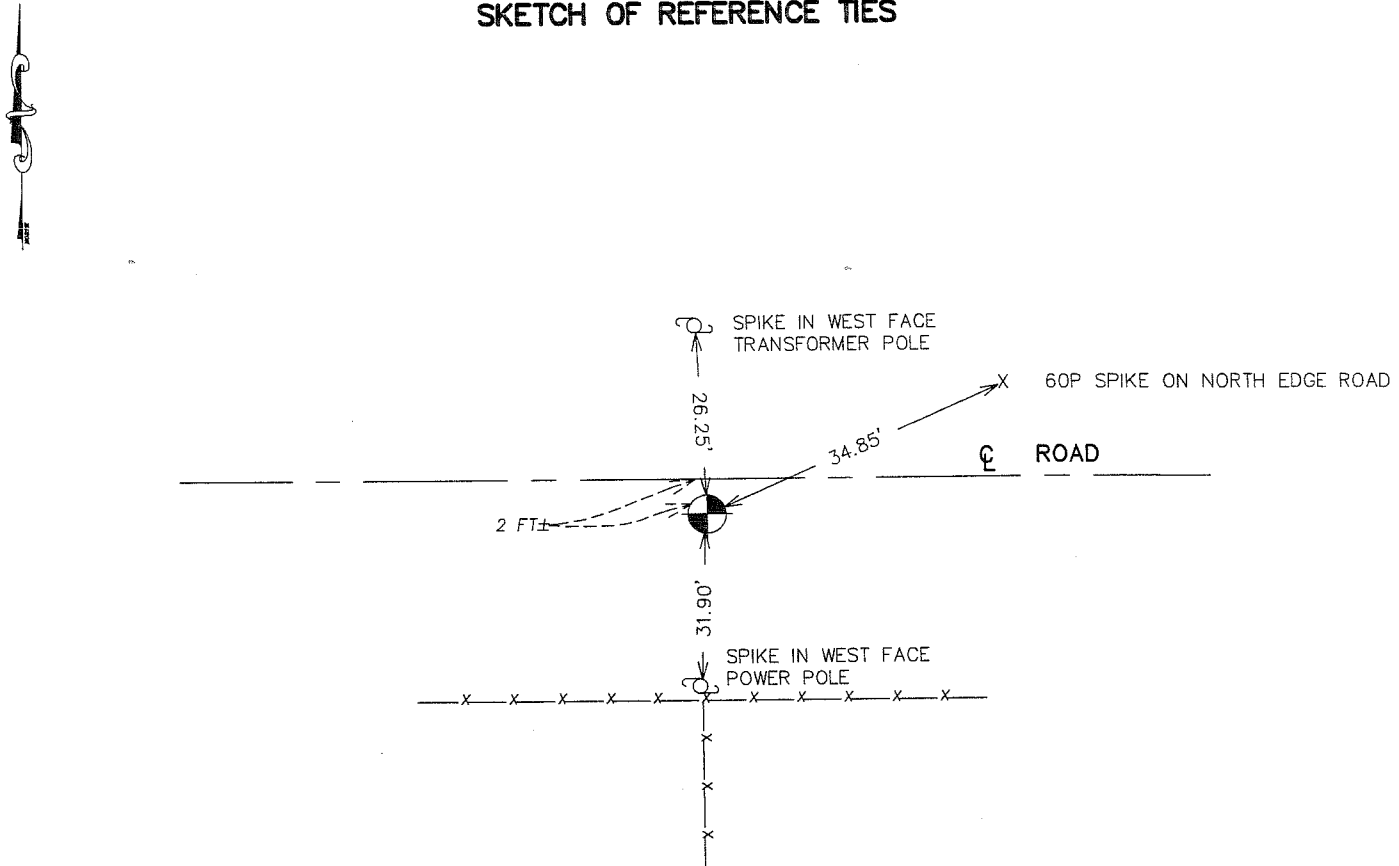 SKETCH OF REFERENCE TIES
SPIKE IN WEST FACE
TRANSFORMER POLE
60P SPIKE ON NORTH EDGE ROAD
26.25'
34.85'
℄ ROAD
2 FT±
31.90'
SPIKE IN WEST FACE
POWER POLE